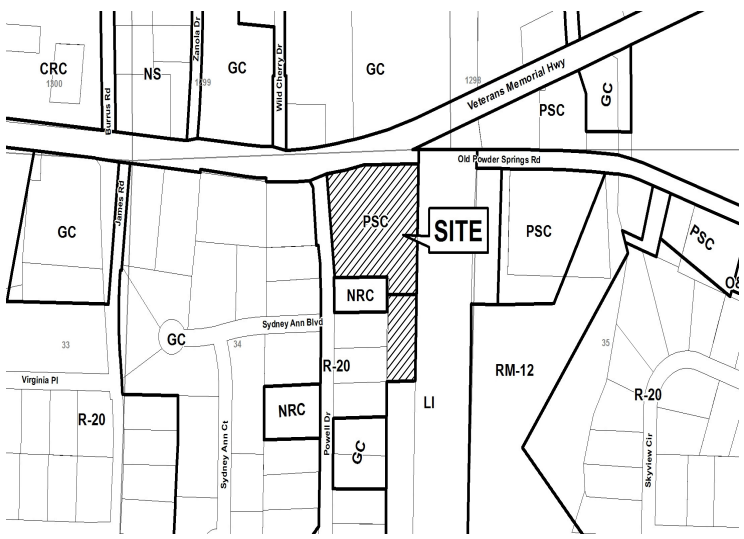 CRC
1300
Burrus Rd
NS
Zanola Dr
1299
GC
Wild Cherry Dr
GC
1298
Veterans Memorial Hwy
PSC
GC
Old Powder Springs Rd
GC
James Rd
PSC
SITE
PSC
PSC
NRC
Sydney Ann Blvd
GC
33
34
35
Virginia Pl
R-20
R-20
RM-12
R-20
NRC
LI
Sydney Ann Ct
Powell Dr
GC
Skyview Cir